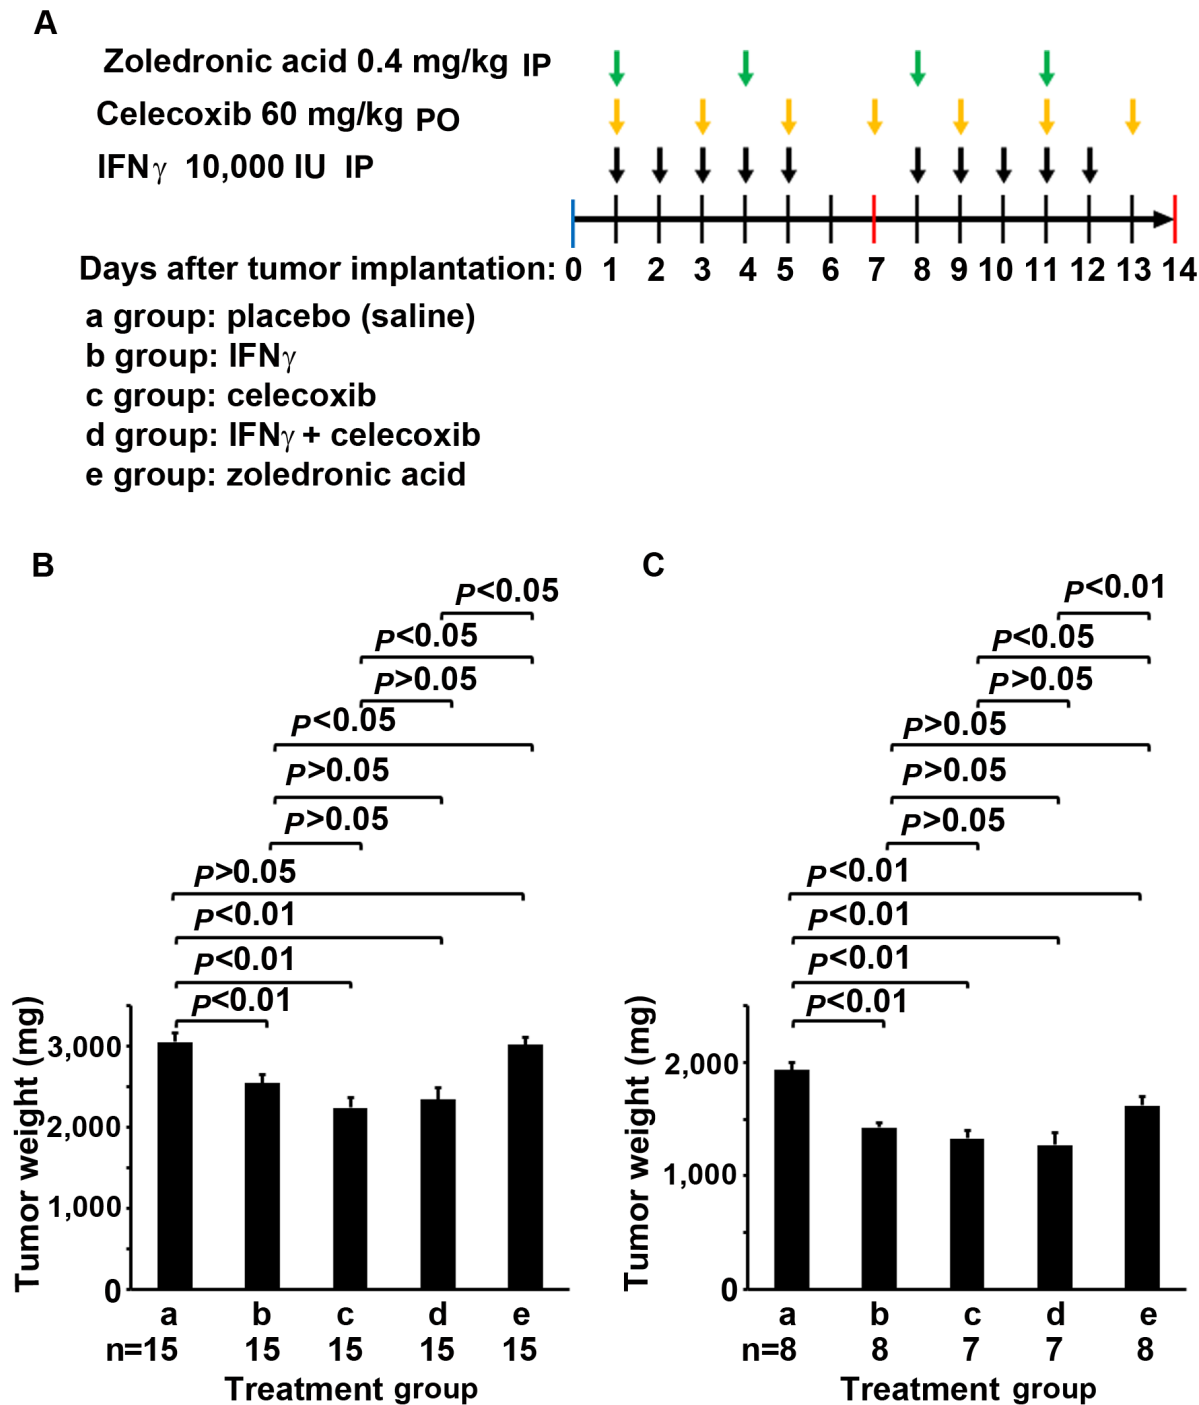 A
Zoledronic acid 0.4 mg/kg IP
Celecoxib 60 mg/kg PO
IFNγ 10,000 IU IP
Days after tumor implantation: 0 1 2 3 4 5 6 7 8 9 10 11 12 13 14
a group: placebo (saline)
b group: IFNγ
c group: celecoxib
d group: IFNγ + celecoxib
e group: zoledronic acid
B
P<0.05
P<0.05
P>0.05
P<0.05
P>0.05
P>0.05
P>0.05
P<0.01
P<0.01
P<0.01
Tumor weight (mg)
3,000
2,000
1,000
0
a b c d e
n=15 15 15 15 15
Treatment group
C
P<0.01
P<0.05
P>0.05
P>0.05
P>0.05
P>0.05
P<0.01
P<0.01
P<0.01
P<0.01
Tumor weight (mg)
2,000
1,000
0
a b c d e
n=8 8 7 7 8
Treatment group